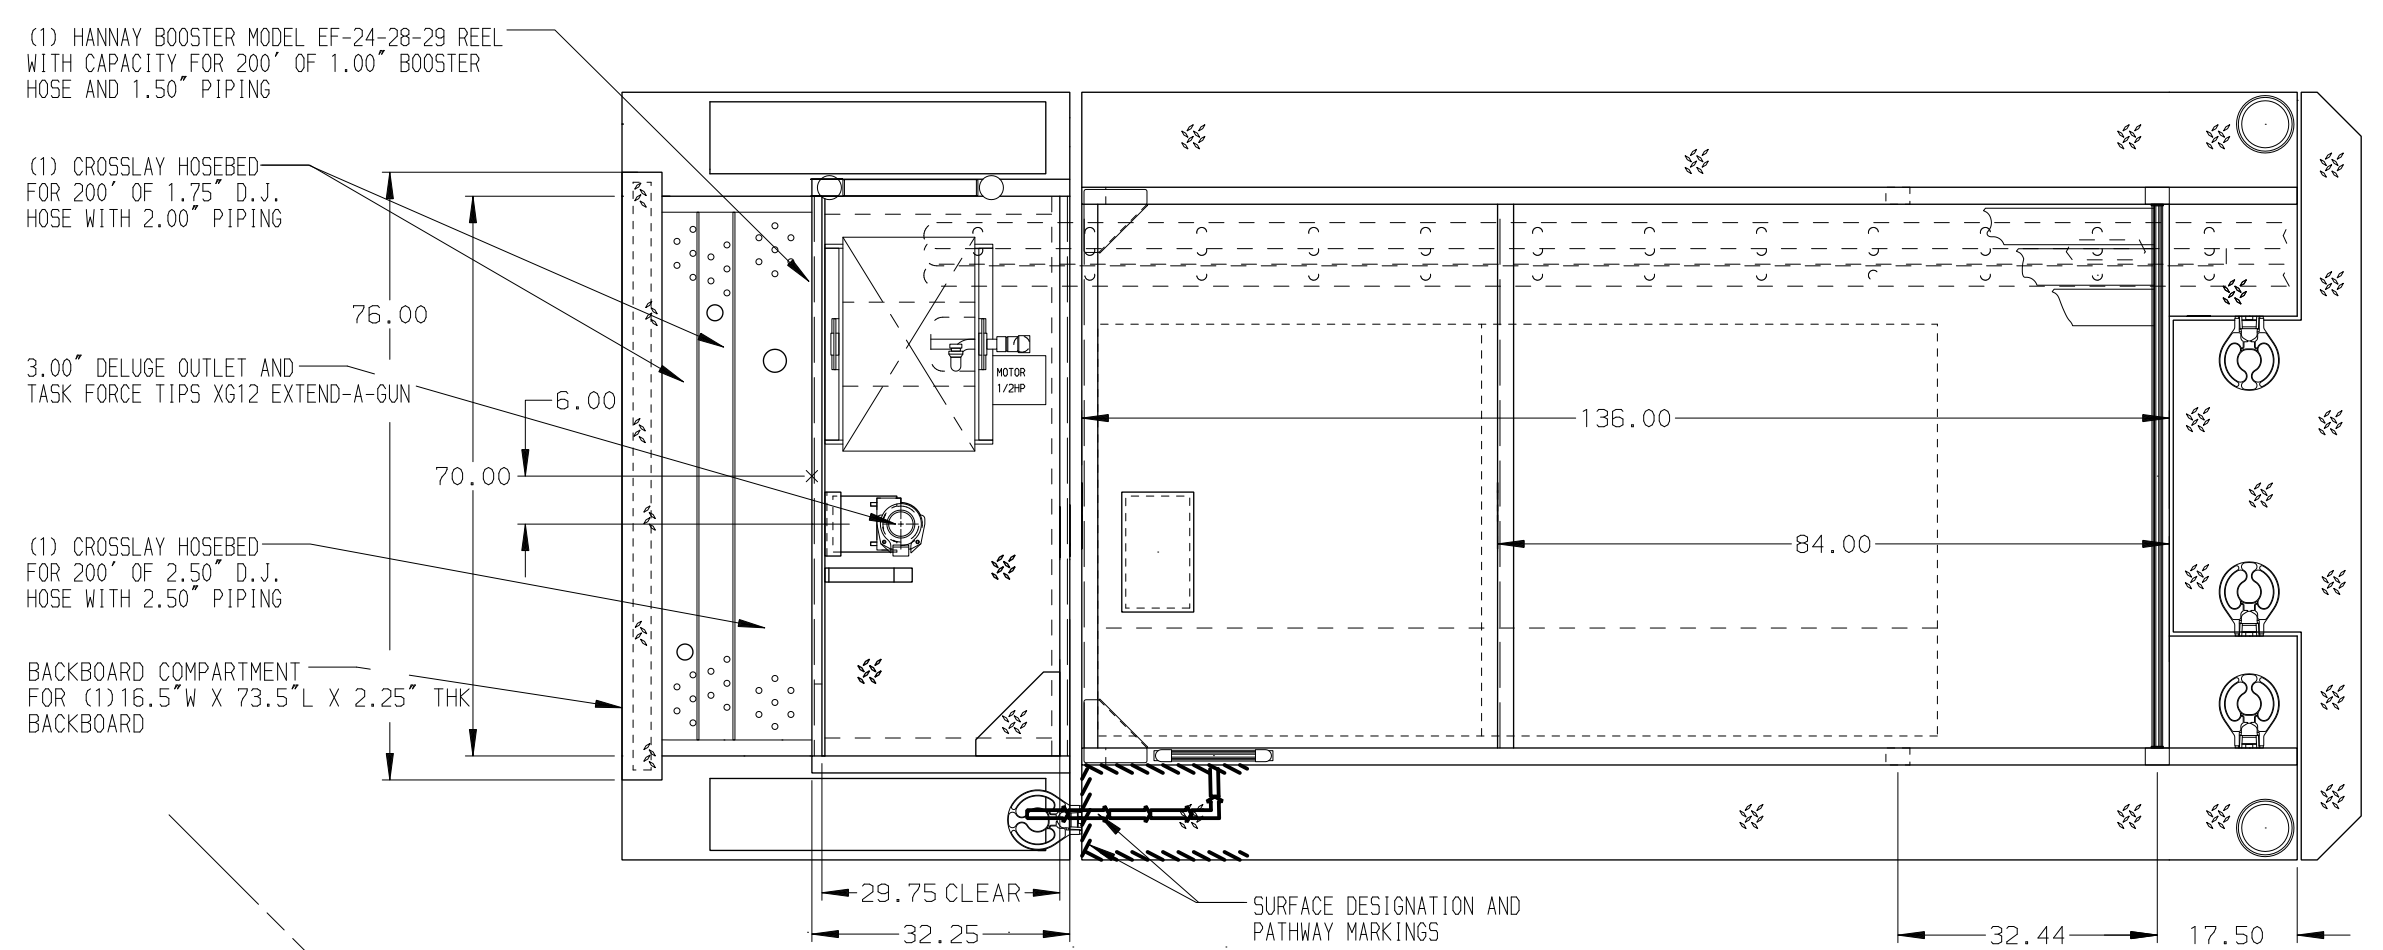 (1) HANNAY BOOSTER MODEL EF-24-28-29 REEL
WITH CAPACITY FOR 200' OF 1.00" BOOSTER
HOSE AND 1.50" PIPING
(1) CROSSLAY HOSEBED
FOR 200' OF 1.75" D.J.
HOSE WITH 2.00" PIPING
76.00
3.00" DELUGE OUTLET AND
TASK FORCE TIPS XG12 EXTEND-A-GUN
6.00
70.00
MOTOR
1/2HP
136.00
84.00
(1) CROSSLAY HOSEBED
FOR 200' OF 2.50" D.J.
HOSE WITH 2.50" PIPING
BACKBOARD COMPARTMENT
FOR (1)16.5"W X 73.5"L X 2.25" THK
BACKBOARD
29.75 CLEAR
32.25
SURFACE DESIGNATION AND
PATHWAY MARKINGS
32.44
17.50